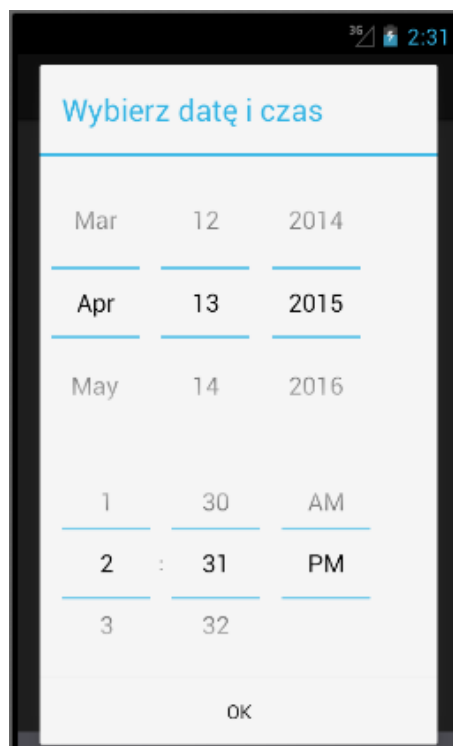 3G 2:31
Wybierz datę i czas
Mar 12 2014
Apr 13 2015
May 14 2016
1 30 AM
2 : 31 PM
3 32
OK